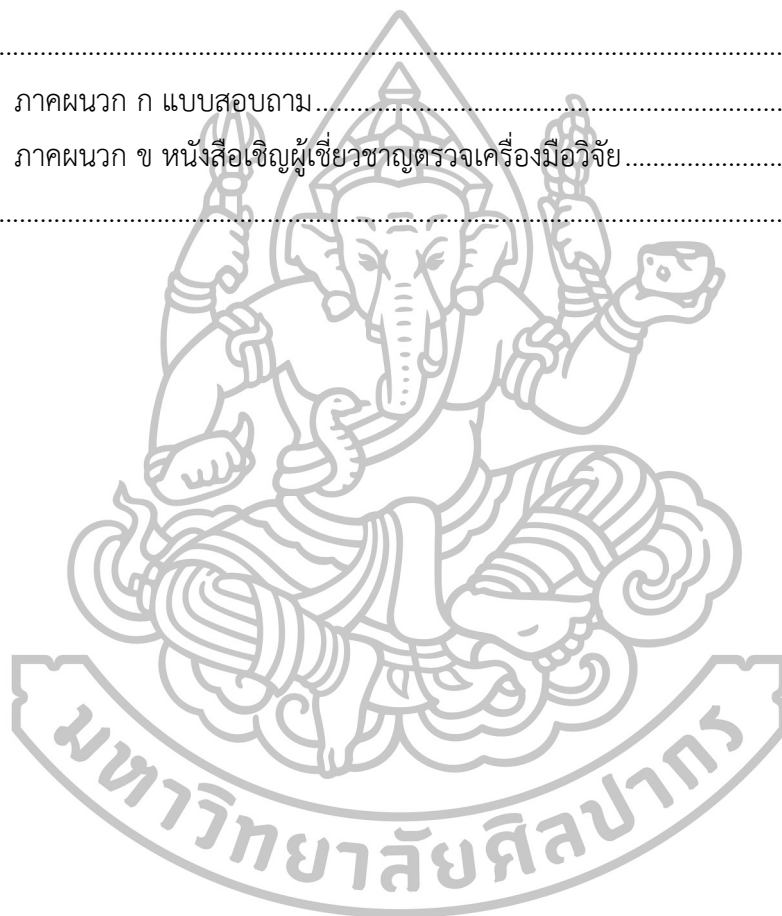 ................................................................................
ภาคผนวก ก แบบสอบถาม................................................................
ภาคผนวก ข หนังสือเชิญผู้เชี่ยวชาญตรวจเครื่องมือวิจัย......................
................................................................................
มหาวิทยาลัยศิลปากร